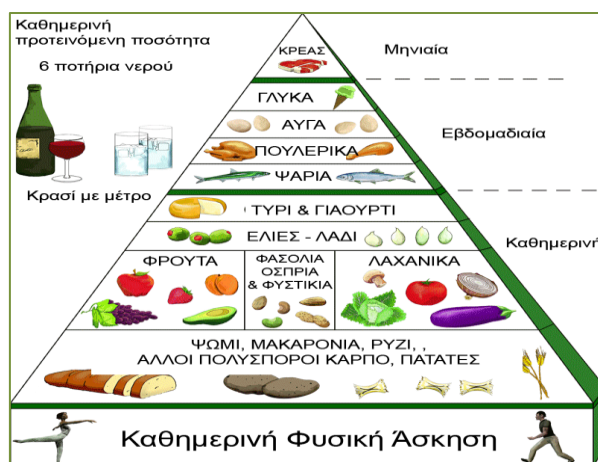 Καθημερινή
προτεινόμενη ποσότητα
6 ποτήρια νερού
Κρασί με μέτρο
ΚΡΕΑΣ
Μηνιαία
ΓΛΥΚΑ
ΑΥΓΑ
Εβδομαδιαία
ΠΟΥΛΕΡΙΚΑ
ΨΑΡΙΑ
ΤΥΡΙ & ΓΙΑΟΥΡΤΙ
ΕΛΙΕΣ - ΛΑΔΙ
Καθημερινή
ΦΡΟΥΤΑ
ΦΑΣΟΛΙΑ
ΟΣΠΡΙΑ
& ΦΥΣΤΙΚΙΑ
ΛΑΧΑΝΙΚΑ
ΨΩΜΙ, ΜΑΚΑΡΟΝΙΑ, ΡΥΖΙ, ,
ΑΛΛΟΙ ΠΟΛΥΣΠΟΡΟΙ ΚΑΡΠΟ, ΠΑΤΑΤΕΣ
Καθημερινή Φυσική Άσκηση